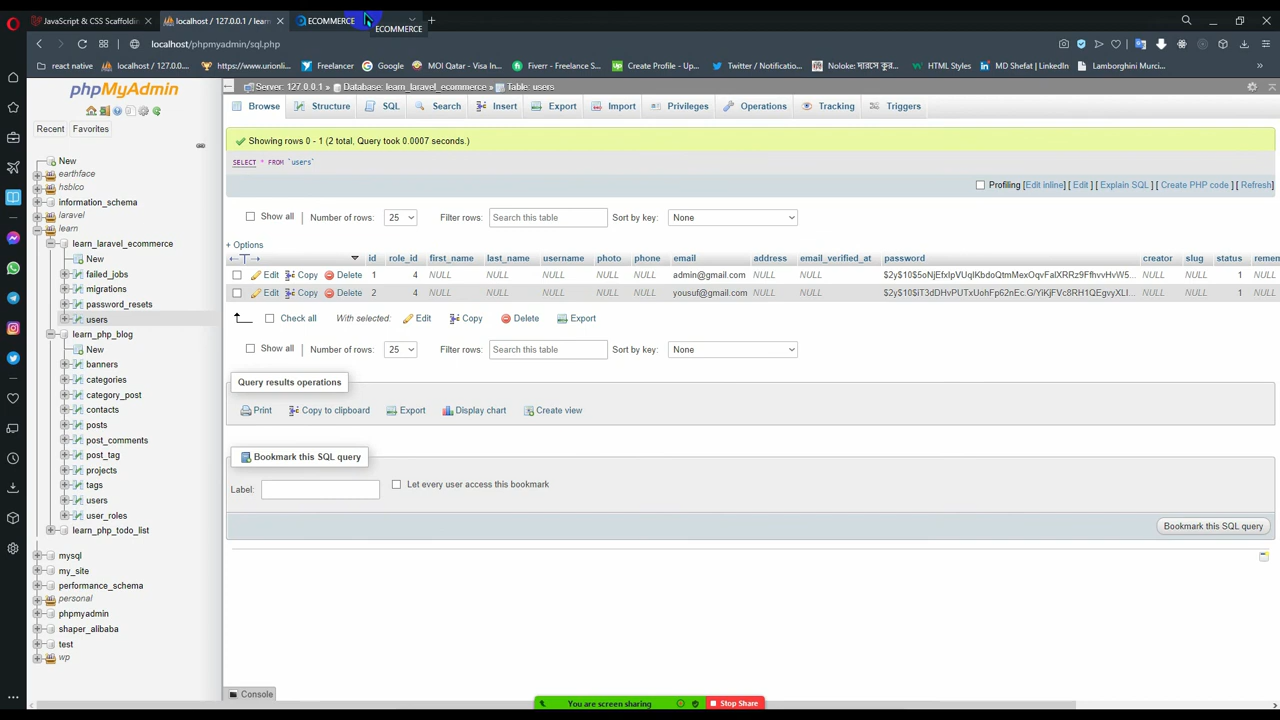 JavaScript & CSS Scaffoldin
localhost / 127.0.0.1 / learn
ECOMMERCE
ECOMMERCE
localhost/phpmyadmin/sql.php
react native
localhost / 127.0.0....
https://www.urionli...
Freelancer
Google
MOI Qatar - Visa In...
Fiverr - Freelance S...
Create Profile - Up...
Twitter / Notificatio...
HTML Styles
MD Shefat | LinkedIn
Lamborghini Murci...
phpMyAdmin
Recent Favorites
New
earthface
hsblco
information_schema
laravel
learn
learn_laravel_ecommerce
New
failed_jobs
migrations
password_resets
users
learn_php_blog
New
banners
categories
category_post
contacts
posts
post_comments
post_tag
projects
tags
users
user_roles
learn_php_todo_list
mysql
my_site
performance_schema
personal
phpmyadmin
shaper_alibaba
test
wp
Server: 127.0.0.1 » Database: learn_laravel_ecommerce » Table: users
Browse Structure SQL Search Insert Export Import Privileges Operations Tracking Triggers
Showing rows 0 - 1 (2 total, Query took 0.0007 seconds.)
SELECT * FROM `users`
Profiling [Edit inline] [ Edit ] [ Explain SQL ] [ Create PHP code ] [ Refresh]
Show all | Number of rows: 25 Filter rows: Search this table Sort by key: None
+ Options
id role_id first_name last_name username photo phone email address email_verified_at password creator slug status remem
Edit Copy Delete 1 4 NULL NULL NULL NULL NULL admin@gmail.com NULL NULL NULL NULL 1
Edit Copy Delete 2 4 NULL NULL NULL NULL NULL yousuf@gmail.com NULL NULL NULL NULL 1
Check all With selected: Edit Copy Delete Export
Show all | Number of rows: 25 Filter rows: Search this table Sort by key: None
Query results operations
Print Copy to clipboard Export Display chart Create view
Bookmark this SQL query
Label: Let every user access this bookmark
Bookmark this SQL query
Console
You are screen sharing
Stop Share